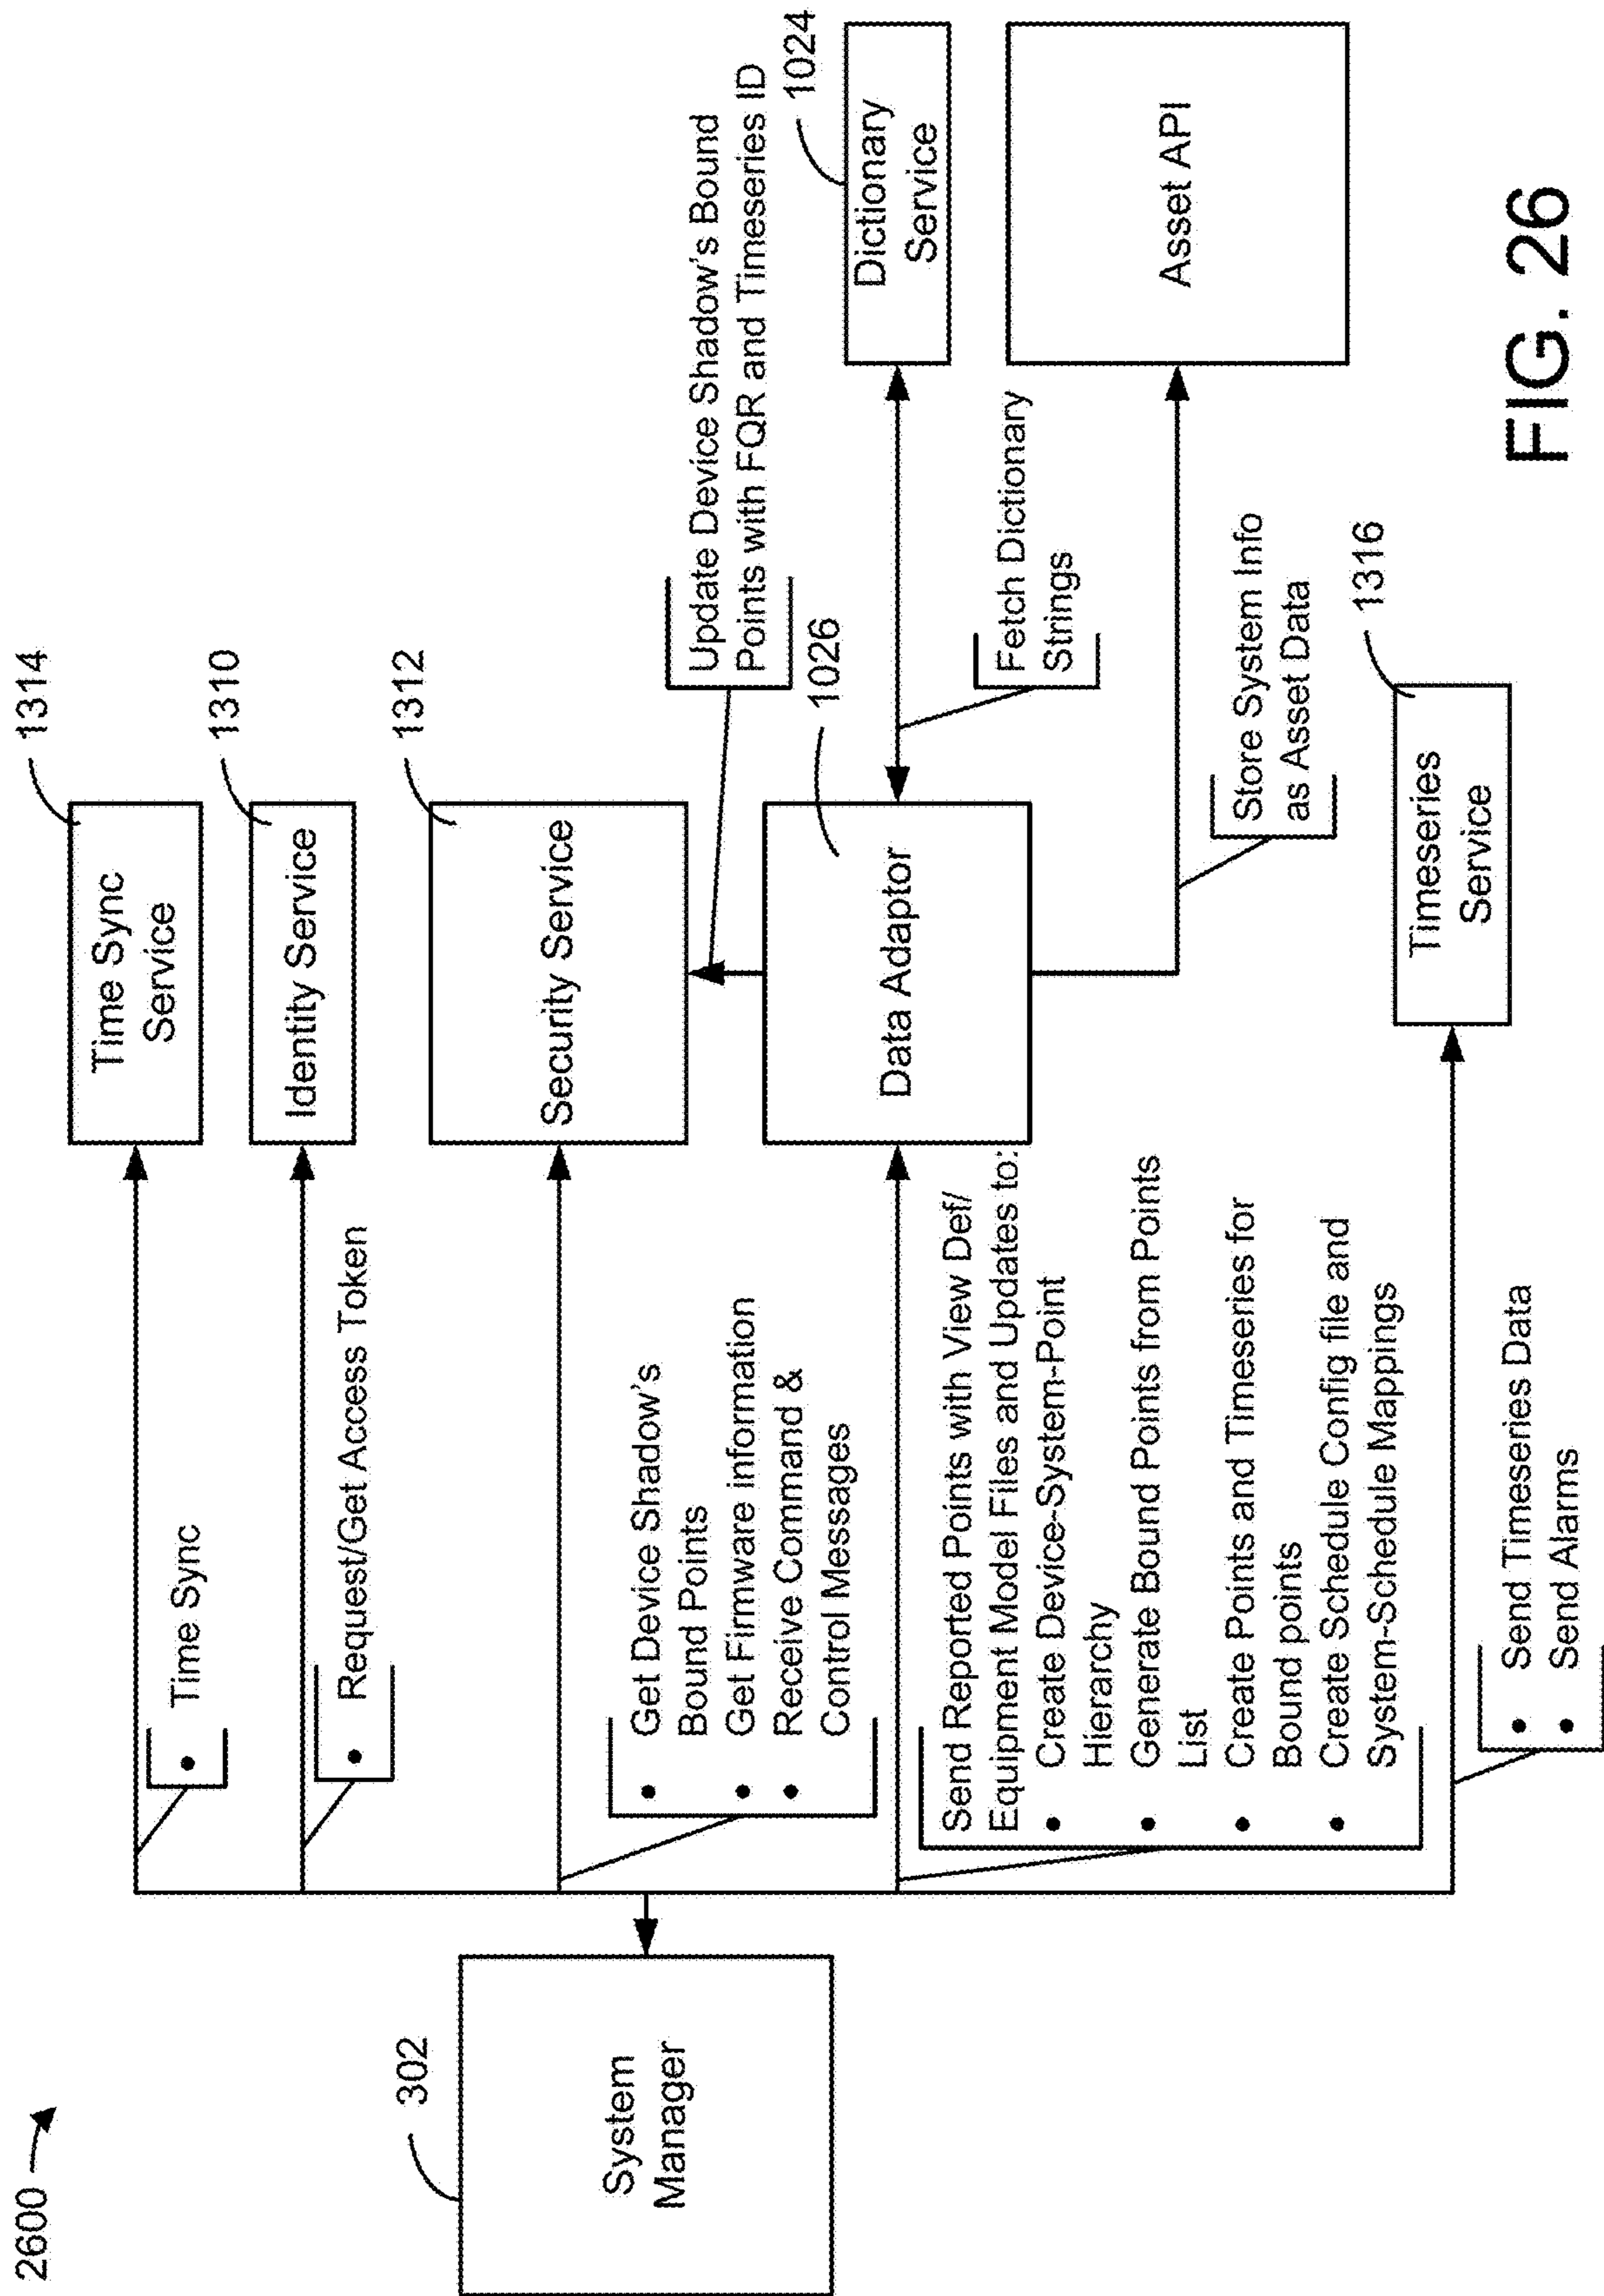 2600
302
System
Manager
Time Sync
Request/Get Access Token
Get Device Shadow's
Bound Points
Get Firmware information
Receive Command &
Control Messages
Send Reported Points with View Def/
Equipment Model Files and Updates to:
Create Device-System-Point
Hierarchy
Generate Bound Points from Points
List
Create Points and Timeseries for
Bound points
Create Schedule Config file and
System-Schedule Mappings
Send Timeseries Data
Send Alarms
1314
Time Sync
Service
1310
Identity Service
1312
Security Service
1026
Data Adaptor
1316
Timeseries
Service
Update Device Shadow's Bound
Points with FQR and Timeseries ID
Fetch Dictionary
Strings
Store System Info
as Asset Data
1024
Dictionary
Service
Asset API
FIG. 26